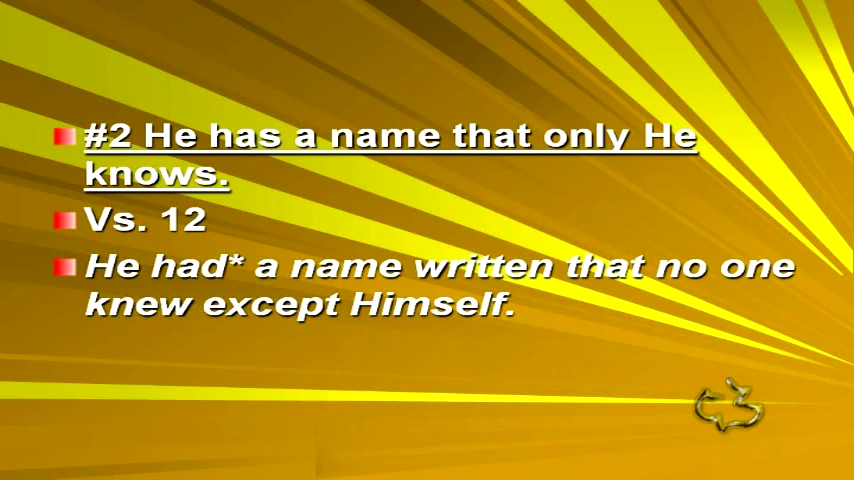 #2 He has a name that only He
knows.
Vs. 12
He had* a name written that no one
knew except Himself.